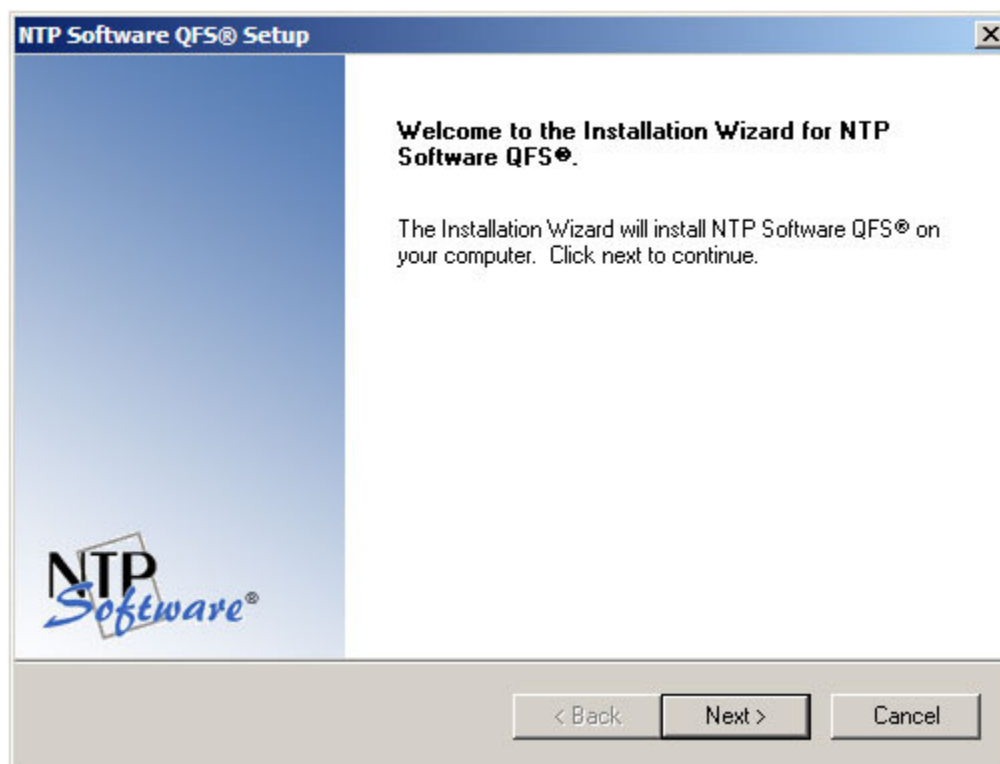 NTP Software QFS® Setup
Welcome to the Installation Wizard for NTP
Software QFS®.
The Installation Wizard will install NTP Software QFS® on
your computer.  Click next to continue.
NTP
Software®
< Back
Next >
Cancel